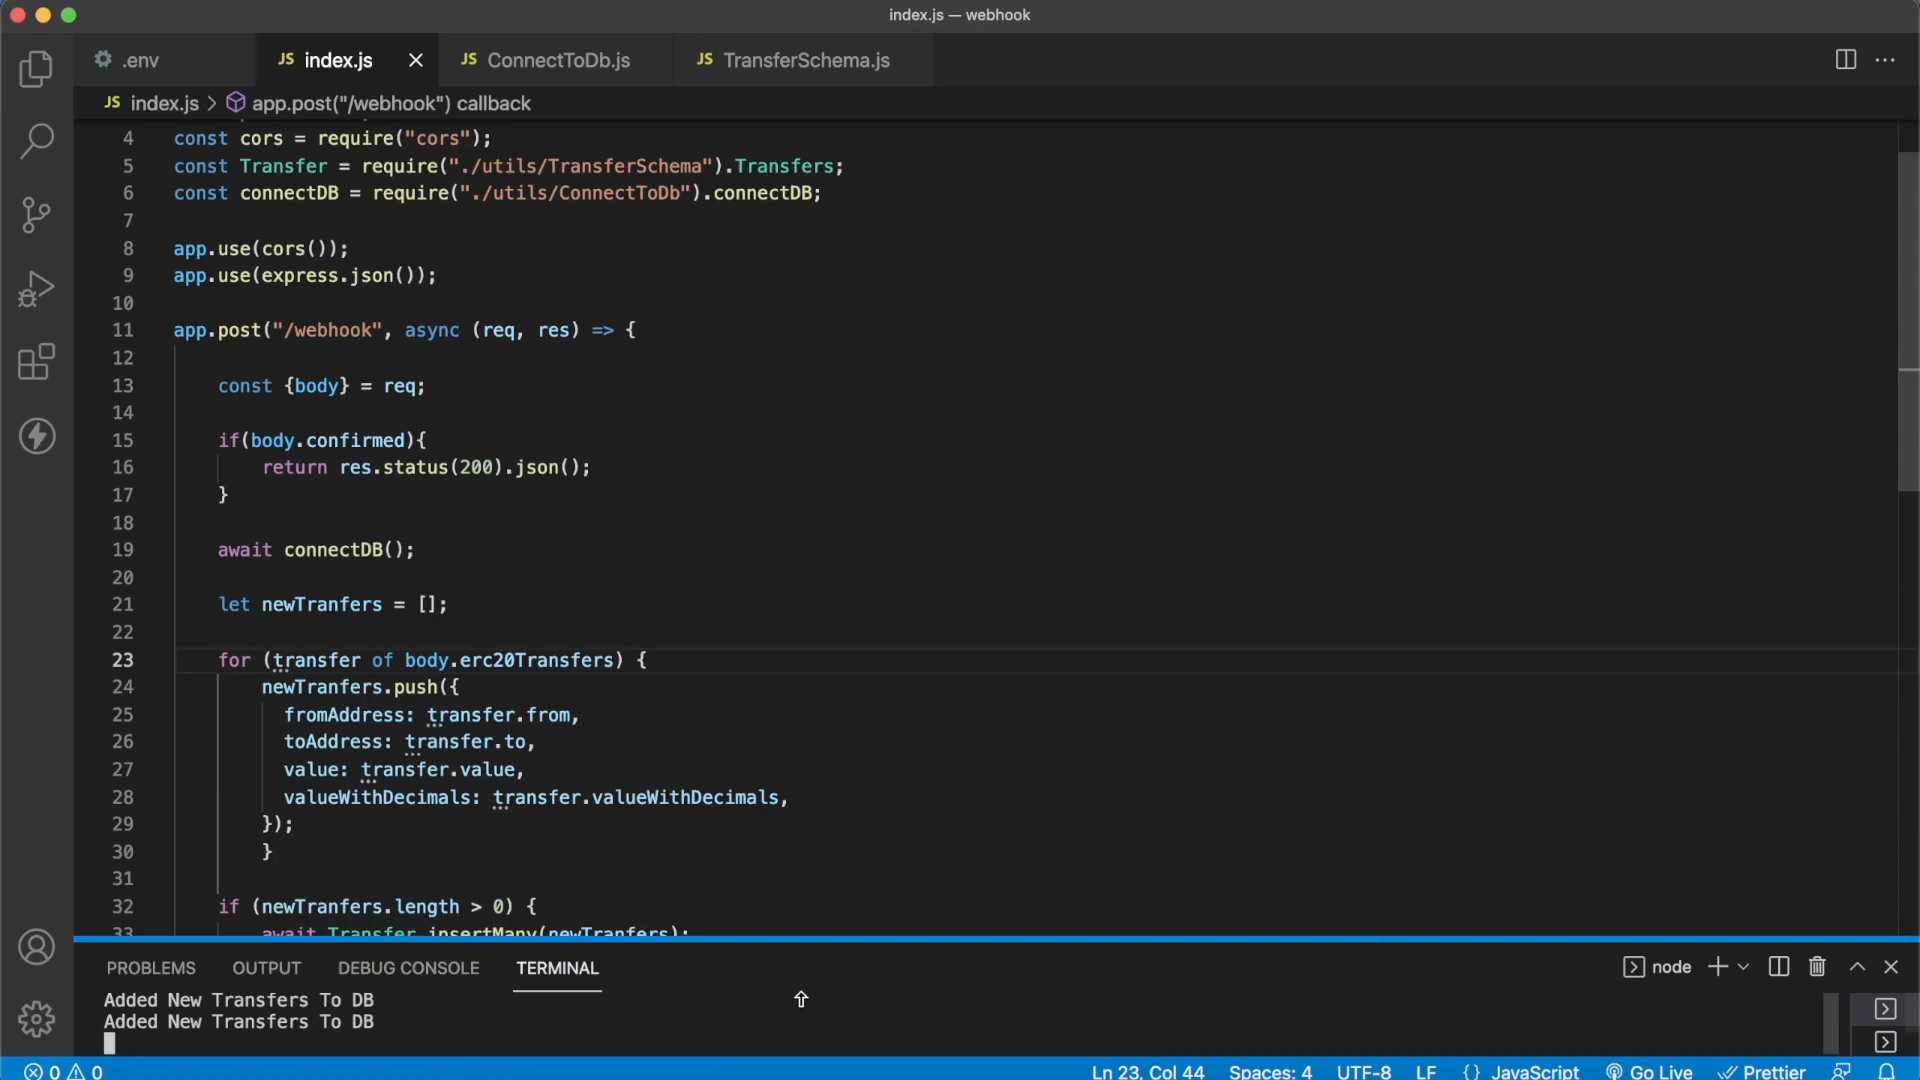 index.js — webhook
.env
JS index.js
JS ConnectToDb.js
JS TransferSchema.js
JS index.js > app.post("/webhook") callback
4 const cors = require("cors");
5 const Transfer = require("./utils/TransferSchema").Transfers;
6 const connectDB = require("./utils/ConnectToDb").connectDB;
7
8 app.use(cors());
9 app.use(express.json());
10
11 app.post("/webhook", async (req, res) => {
12
13 const {body} = req;
14
15 if(body.confirmed){
16 return res.status(200).json();
17 }
18
19 await connectDB();
20
21 let newTranfers = [];
22
23 for (transfer of body.erc20Transfers) {
24 newTranfers.push({
25 fromAddress: transfer.from,
26 toAddress: transfer.to,
27 value: transfer.value,
28 valueWithDecimals: transfer.valueWithDecimals,
29 });
30 }
31
32 if (newTranfers.length > 0) {
33 await Transfer.insertMany(newTranfers);
PROBLEMS OUTPUT DEBUG CONSOLE TERMINAL
node
Added New Transfers To DB
Added New Transfers To DB
0 0
Ln 23, Col 44 Spaces: 4 UTF-8 LF {} JavaScript Go Live Prettier